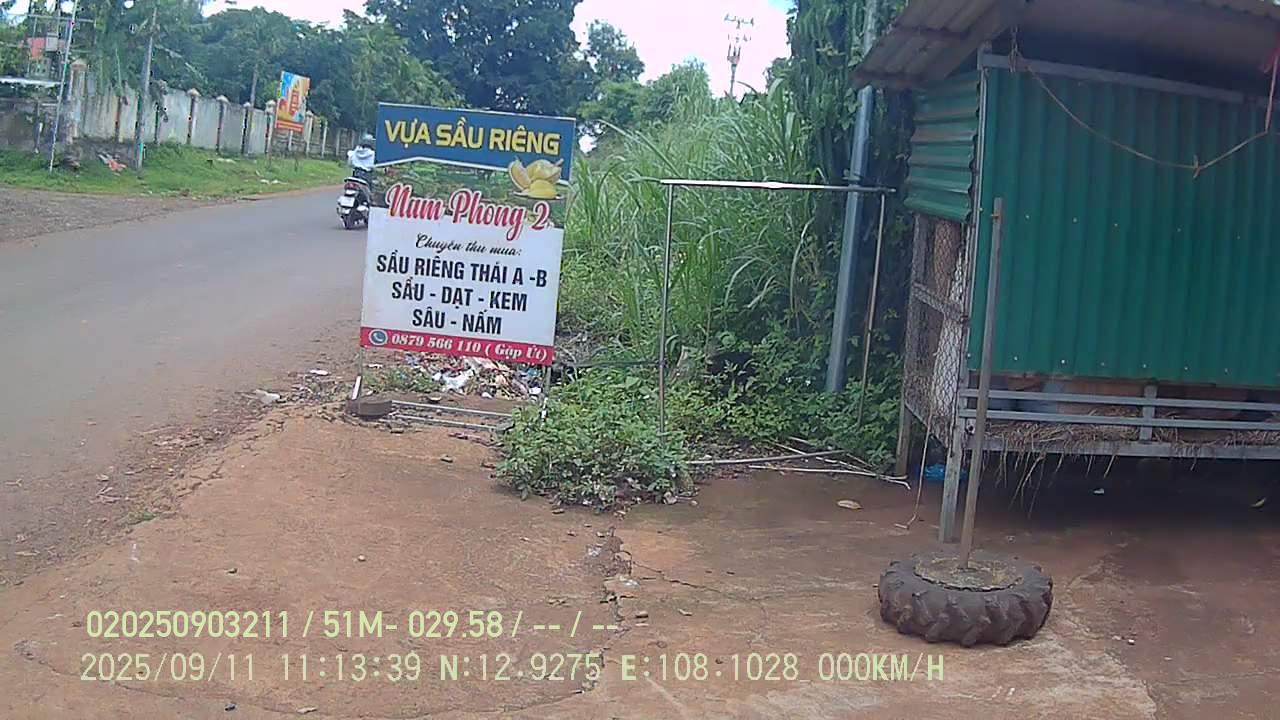 VỰA SẦU RIÊNG
Nam Phong 2
Chuyên thu mua:
SẦU RIÊNG THÁI A -B
SẦU - DẠT - KEM
SÂU - NẤM
0879 566 110 ( Gặp Út)
020250903211 / 51M- 029.58 / -- / --
2025/09/11 11:13:39 N:12.9275 E:108.1028 000KM/H